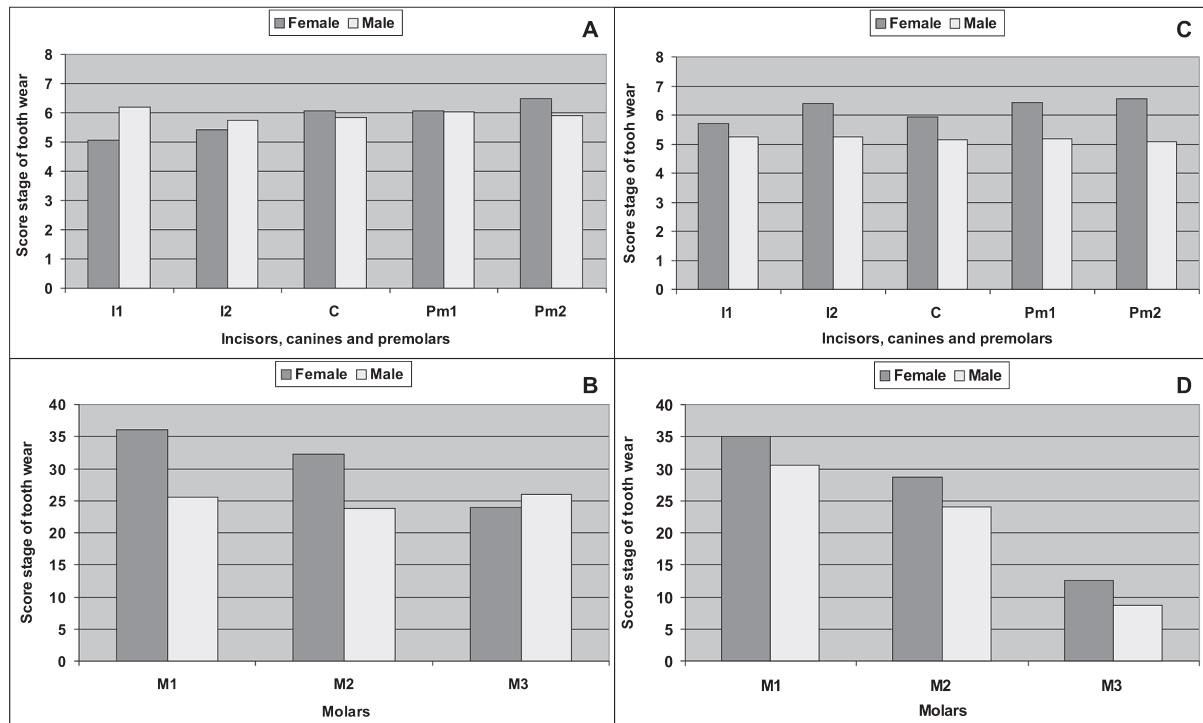 Female Male
A
Score stage of tooth wear
8
7
6
5
4
3
2
1
0
I1 I2 C Pm1 Pm2
Incisors, canines and premolars
Female Male
C
Score stage of tooh wear
8
7
6
5
4
3
2
1
0
I1 I2 C Pm1 Pm2
Incisors, canines and premolars
Female Male
B
Score stage of tooth wear
40
35
30
25
20
15
10
5
0
M1 M2 M3
Molars
Female Male
D
Score stage of tooth wear
40
35
30
25
20
15
10
5
0
M1 M2 M3
Molars